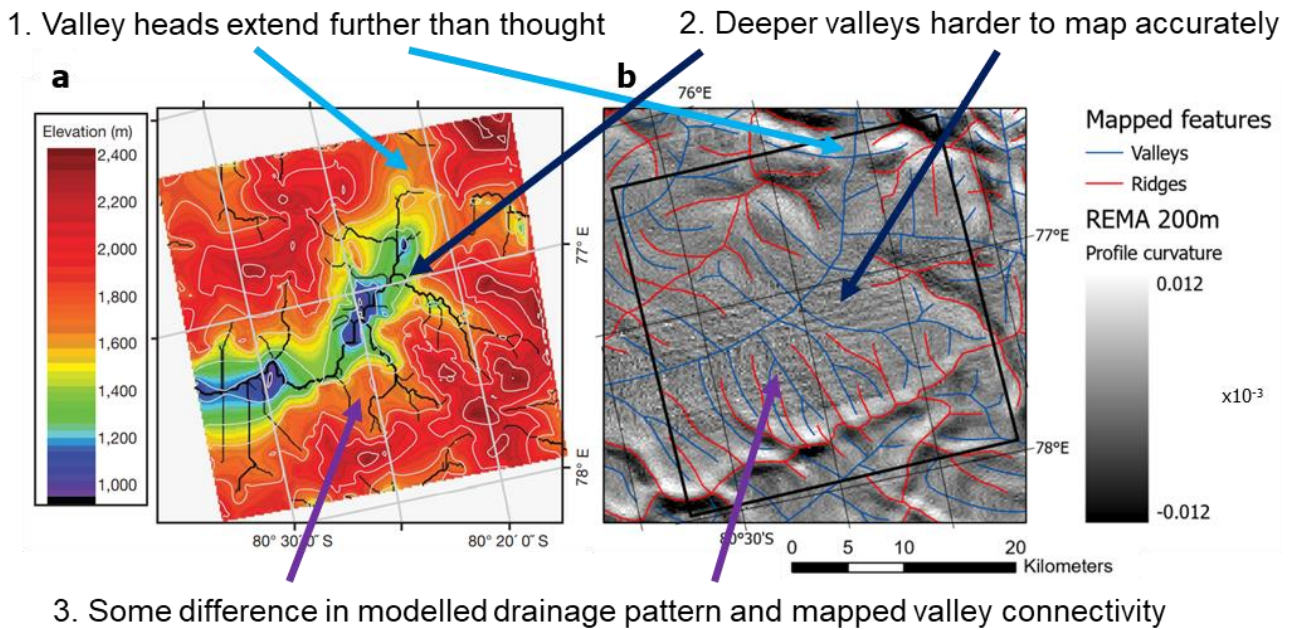 1. Valley heads extend further than thought
2. Deeper valleys harder to map accurately
a
Elevation (m)
2,400
2,200
2,000
1,800
1,600
1,400
1,200
1,000
77° E
78° E
80° 30′0″ S
80° 20′ 0″ S
b
76°E
77°E
78°E
80°30'S
Mapped features
Valleys
Ridges
REMA 200m
Profile curvature
0.012
x10⁻³
-0.012
0 5 10 20
Kilometers
3. Some difference in modelled drainage pattern and mapped valley connectivity